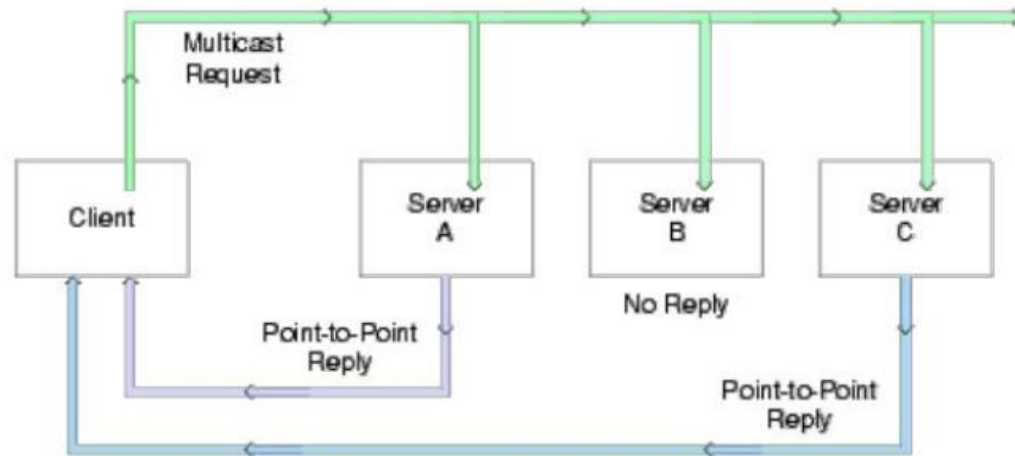 Multicast
Request
Client
Server
A
Server
B
Server
C
No Reply
Point-to-Point
Reply
Point-to-Point
Reply